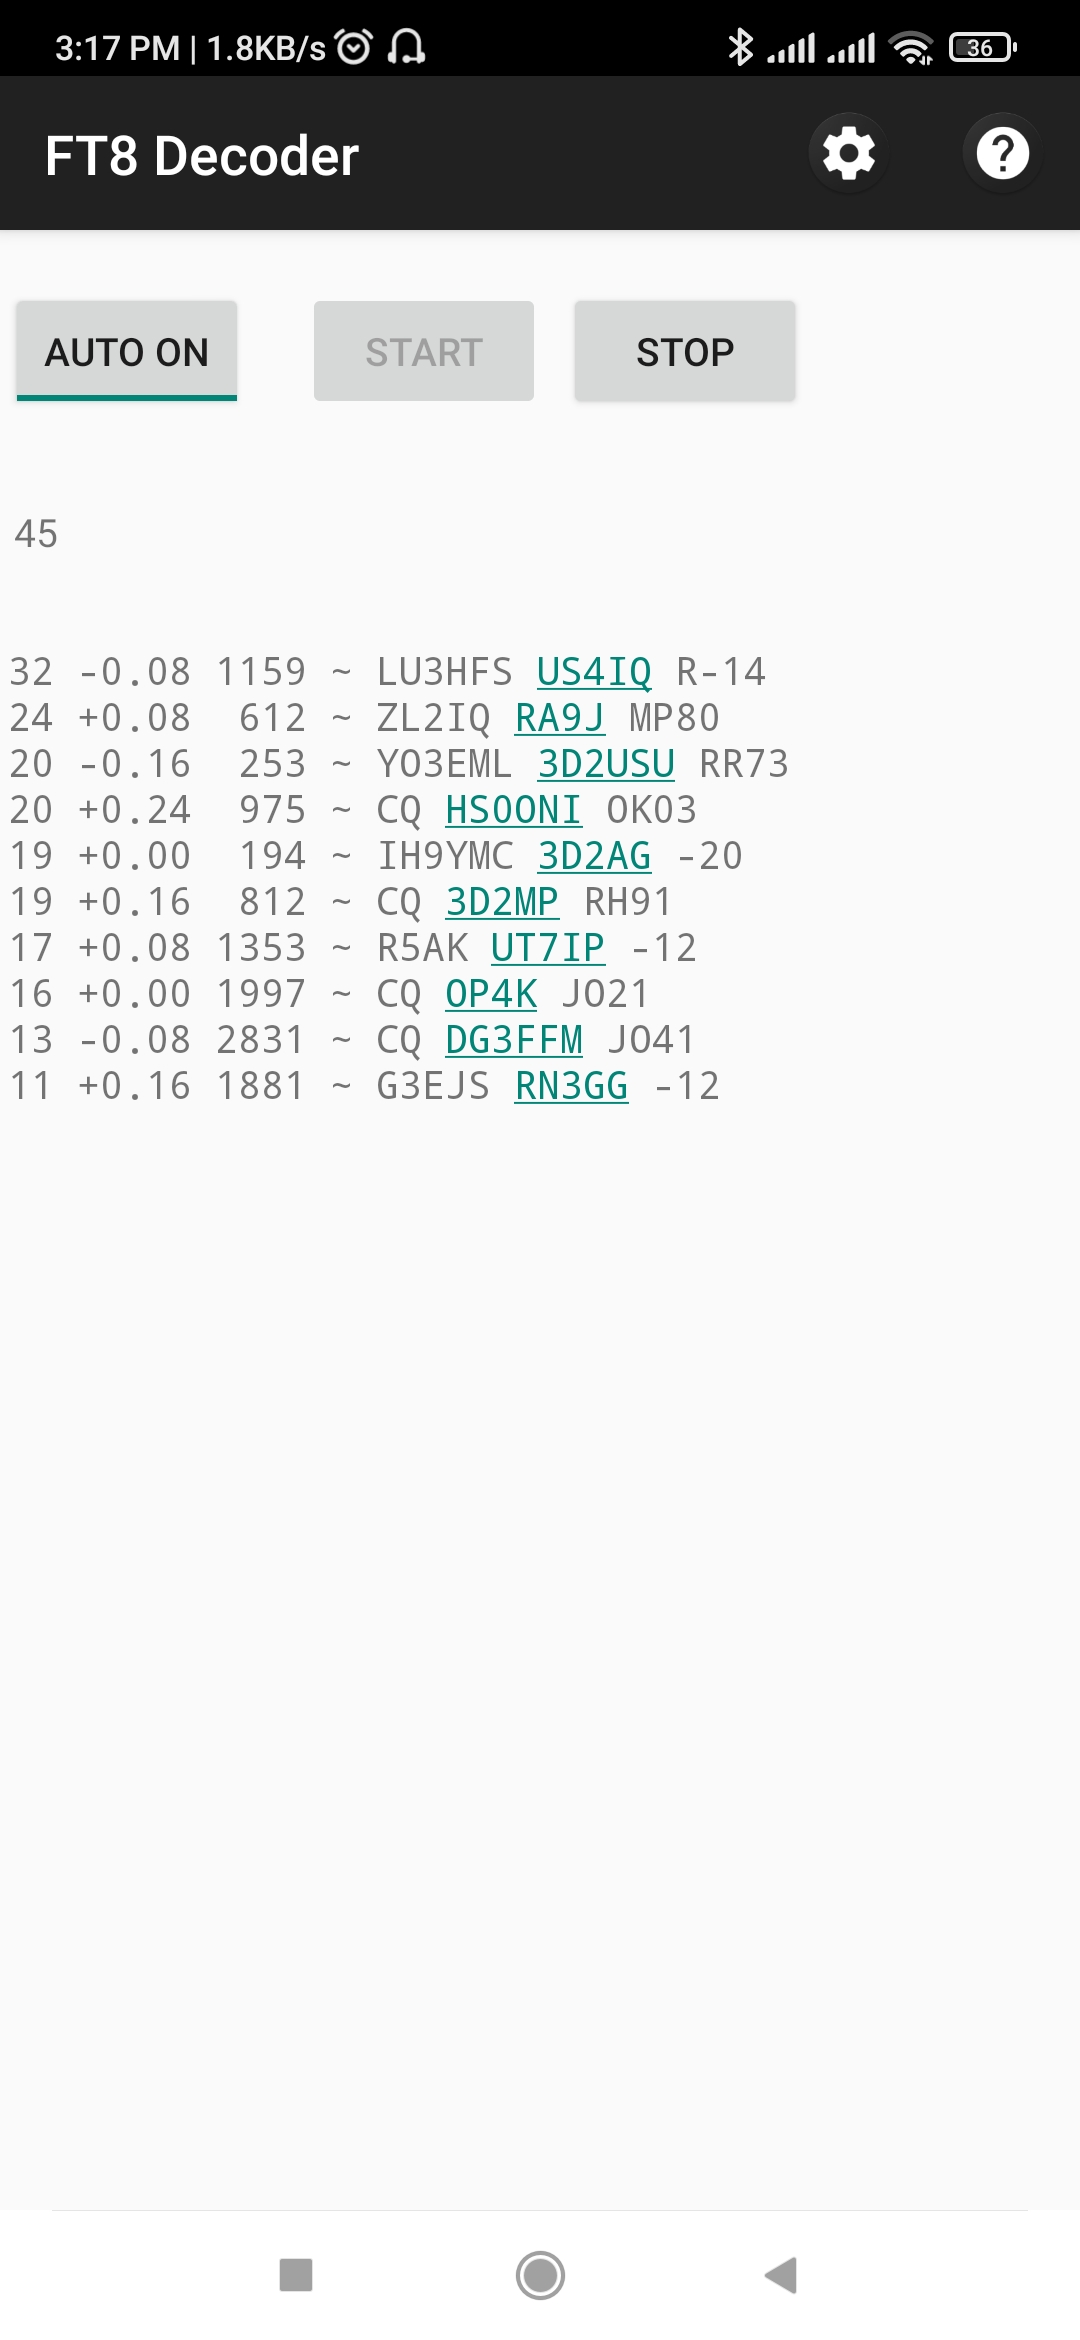 3:17 PM | 1.8KB/s 36
FT8 Decoder
AUTO ON START STOP
45
32 -0.08 1159 ~ LU3HFS US4IQ R-14
24 +0.08  612 ~ ZL2IQ RA9J MP80
20 -0.16  253 ~ YO3EML 3D2USU RR73
20 +0.24  975 ~ CQ HS0ONI OK03
19 +0.00  194 ~ IH9YMC 3D2AG -20
19 +0.16  812 ~ CQ 3D2MP RH91
17 +0.08 1353 ~ R5AK UT7IP -12
16 +0.00 1997 ~ CQ OP4K JO21
13 -0.08 2831 ~ CQ DG3FFM JO41
11 +0.16 1881 ~ G3EJS RN3GG -12